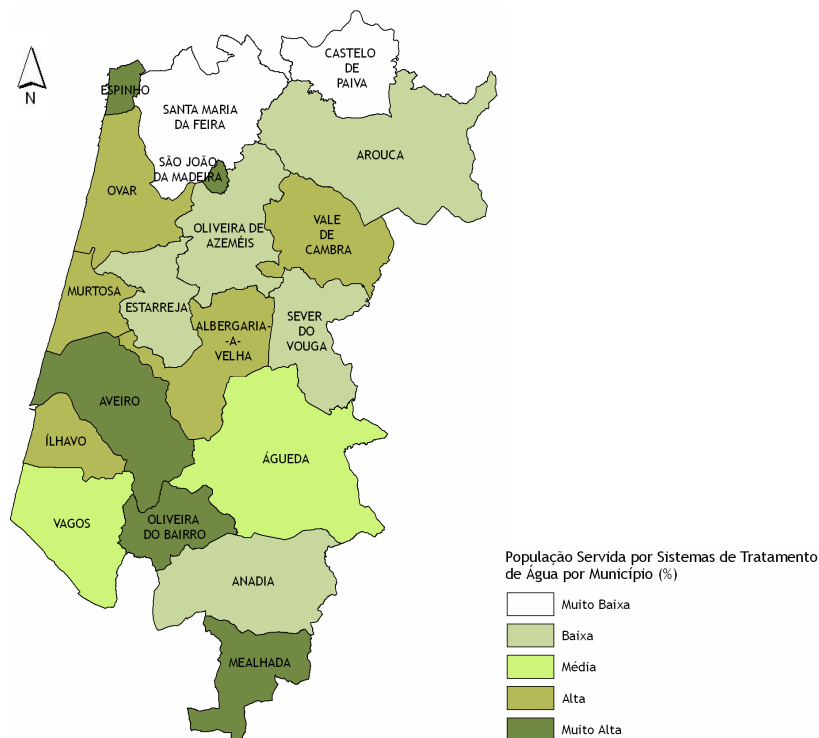 CASTELO
DE
PAIVA
N
ESPINHO
SANTA MARIA
DA FEIRA
AROUCA
SÃO JOÃO
DA MADEIRA
OVAR
OLIVEIRA DE
AZEMÉIS
VALE
DE
CAMBRA
MURTOSA
ESTARREJA
ALBERGARIA-
-A-
VELHA
SEVER
DO
VOUGA
AVEIRO
ÍLHAVO
ÁGUEDA
VAGOS
OLIVEIRA
DO BAIRRO
ANADIA
MEALHADA
População Servida por Sistemas de Tratamento
de Água por Município (%)
Muito Baixa
Baixa
Média
Alta
Muito Alta